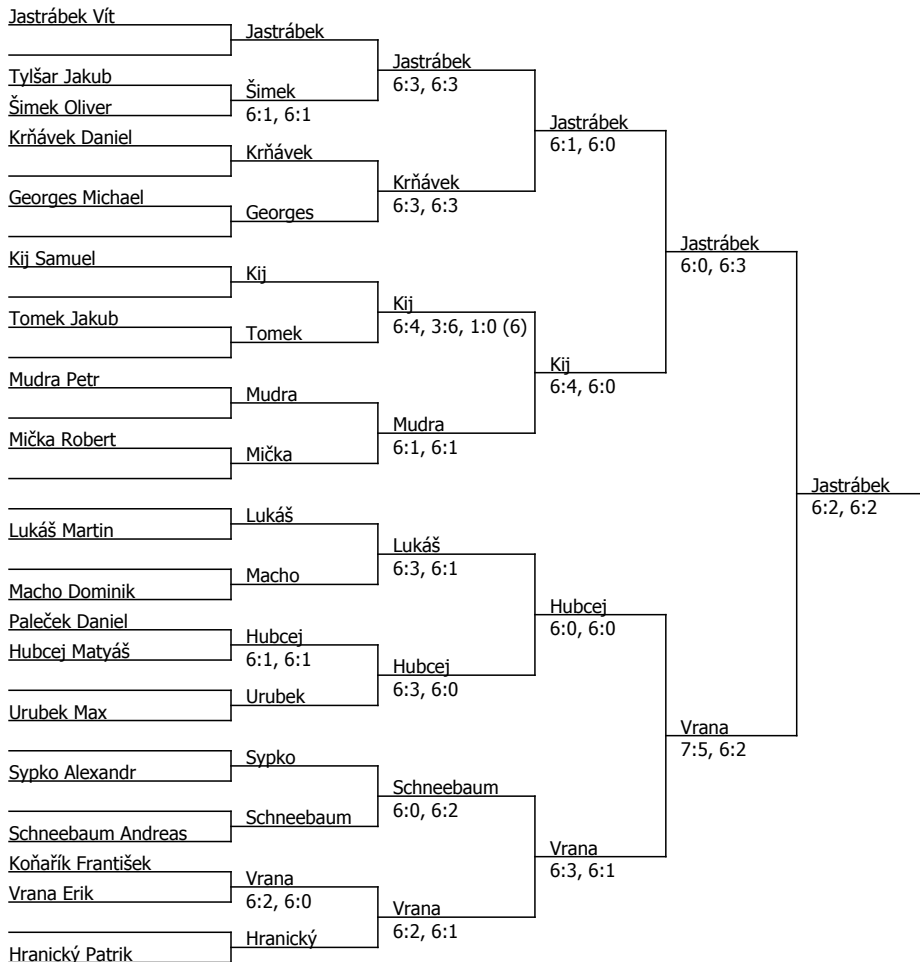 Jastrábek Vít
Jastrábek
Jastrábek
6:3, 6:3
Tylšar Jakub
Šimek
6:1, 6:1
Šimek Oliver
Jastrábek
6:1, 6:0
Krňávek Daniel
Krňávek
Krňávek
6:3, 6:3
Georges Michael
Georges
Jastrábek
6:0, 6:3
Kij Samuel
Kij
Kij
6:4, 3:6, 1:0 (6)
Tomek Jakub
Tomek
Kij
6:4, 6:0
Mudra Petr
Mudra
Mudra
6:1, 6:1
Mička Robert
Mička
Jastrábek
6:2, 6:2
Lukáš
Lukáš Martin
Lukáš
6:3, 6:1
Macho
Macho Dominik
Hubcej
6:0, 6:0
Paleček Daniel
Hubcej
6:1, 6:1
Hubcej Matyáš
Hubcej
6:3, 6:0
Urubek
Urubek Max
Vrana
7:5, 6:2
Sypko
Sypko Alexandr
Schneebaum
6:0, 6:2
Schneebaum
Schneebaum Andreas
Vrana
6:3, 6:1
Koňařík František
Vrana
6:2, 6:0
Vrana Erik
Vrana
6:2, 6:1
Hranický
Hranický Patrik